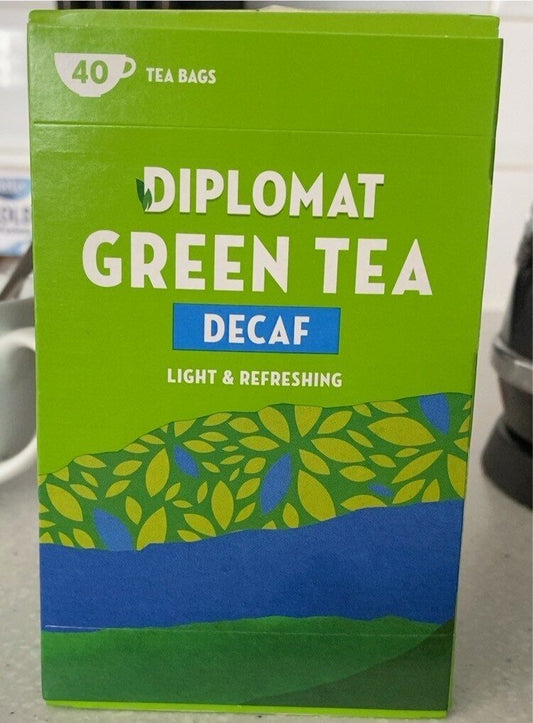 40 TEA BAGS
DIPLOMAT
GREEN TEA
DECAF
LIGHT & REFRESHING